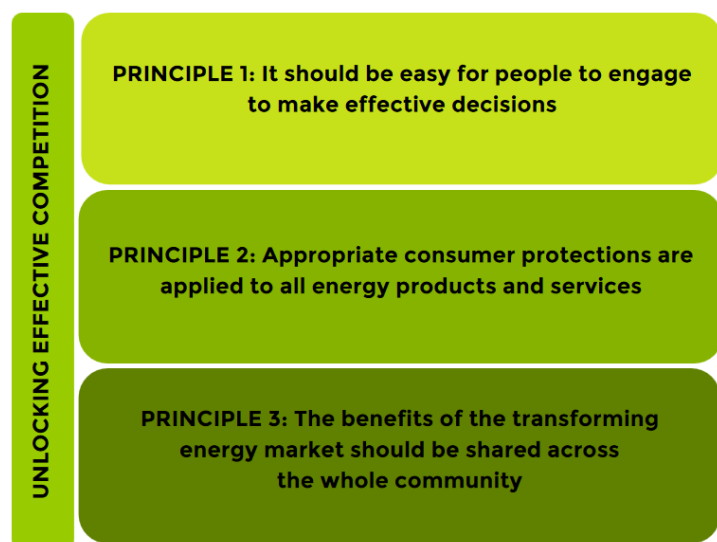 UNLOCKING EFFECTIVE COMPETITION
PRINCIPLE 1: It should be easy for people to engage
to make effective decisions
PRINCIPLE 2: Appropriate consumer protections are
applied to all energy products and services
PRINCIPLE 3: The benefits of the transforming
energy market should be shared across
the whole community